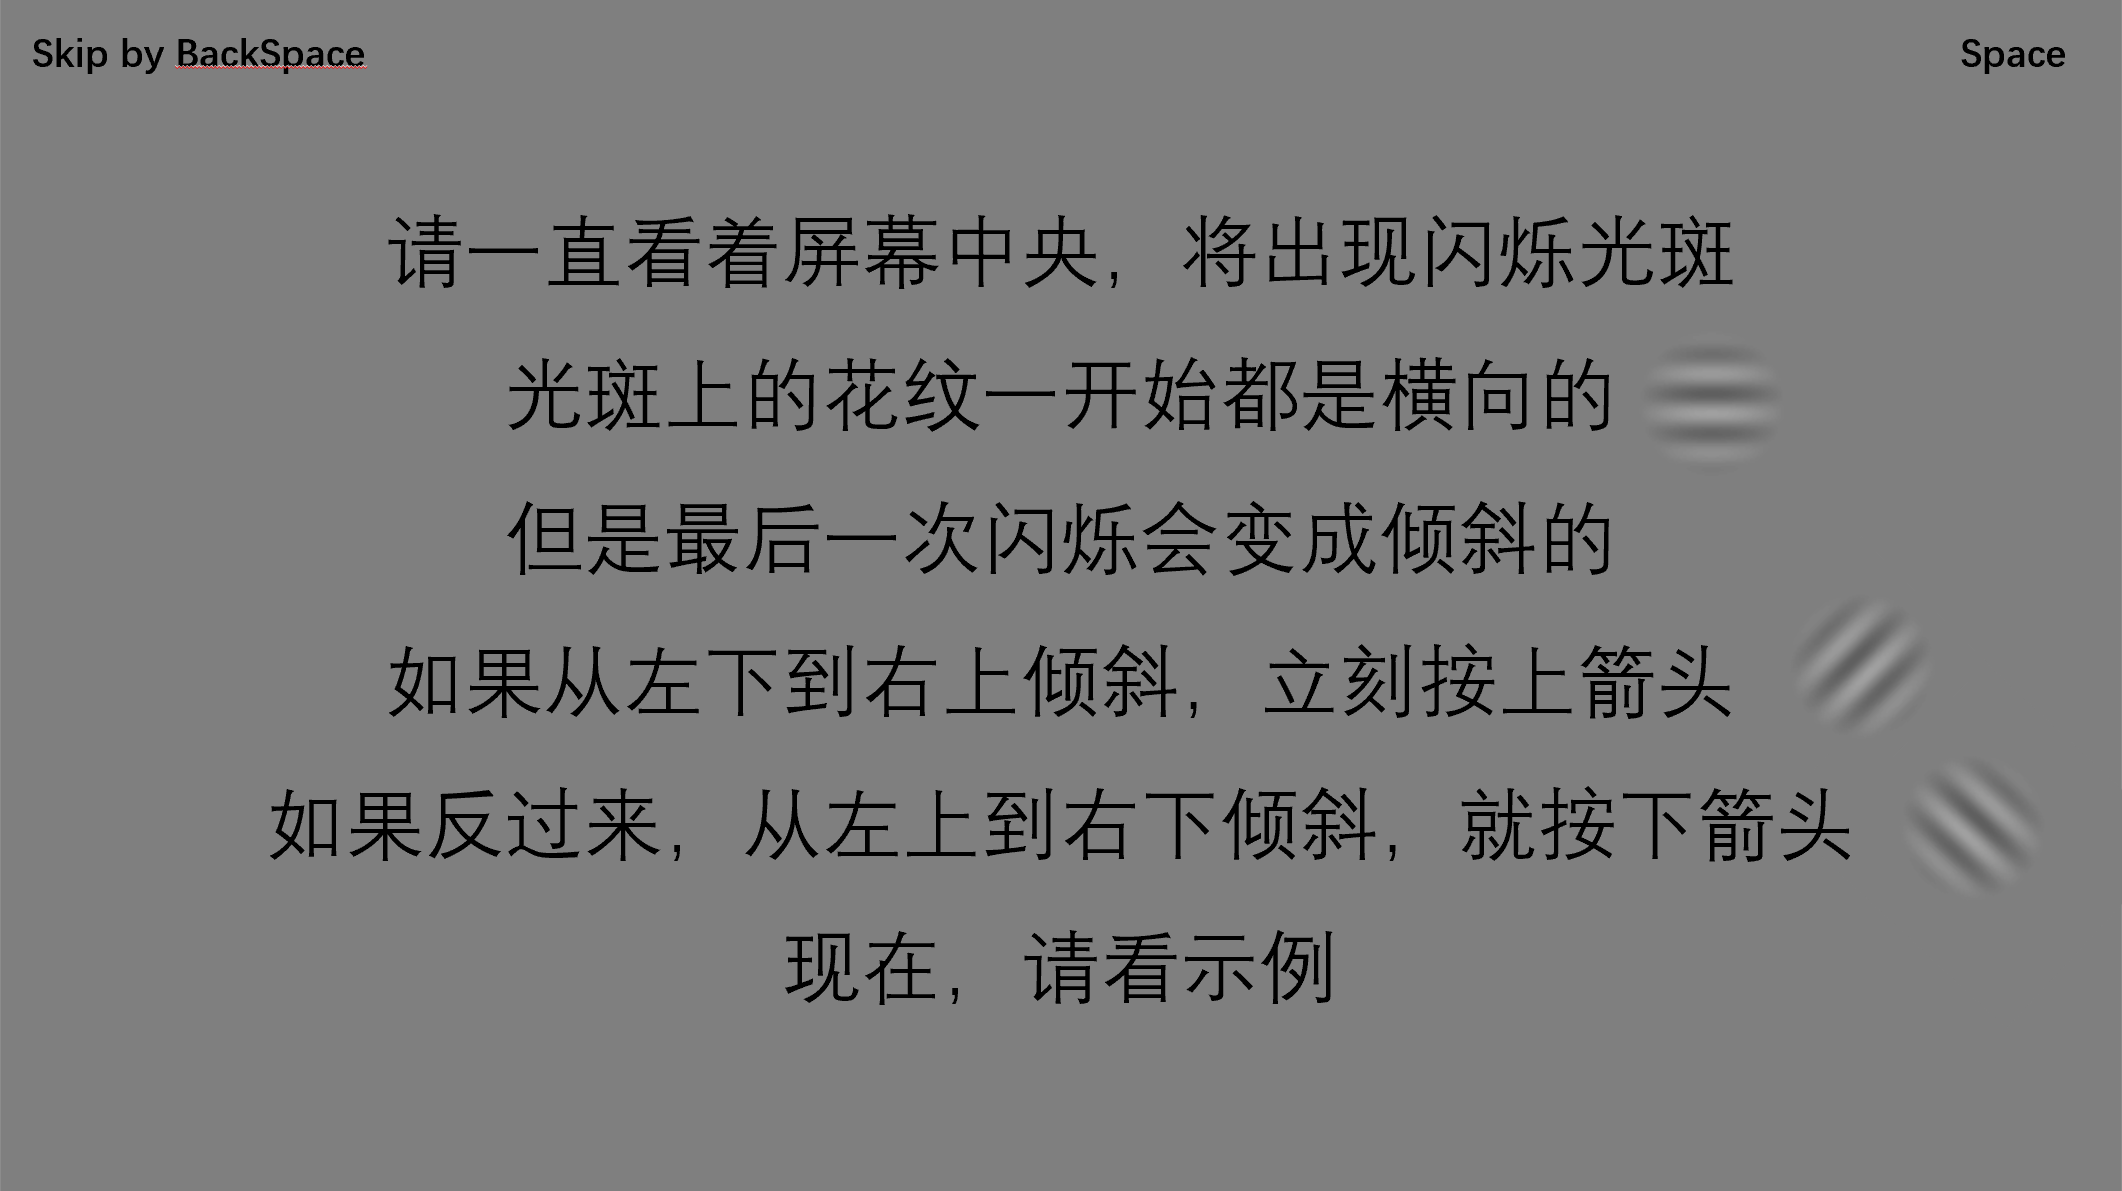 Skip by BackSpace
Space
请一直看着屏幕中央，将出现闪烁光斑
光斑上的花纹一开始都是横向的
但是最后一次闪烁会变成倾斜的
如果从左下到右上倾斜，立刻按上箭头
如果反过来，从左上到右下倾斜，就按下箭头
现在，请看示例